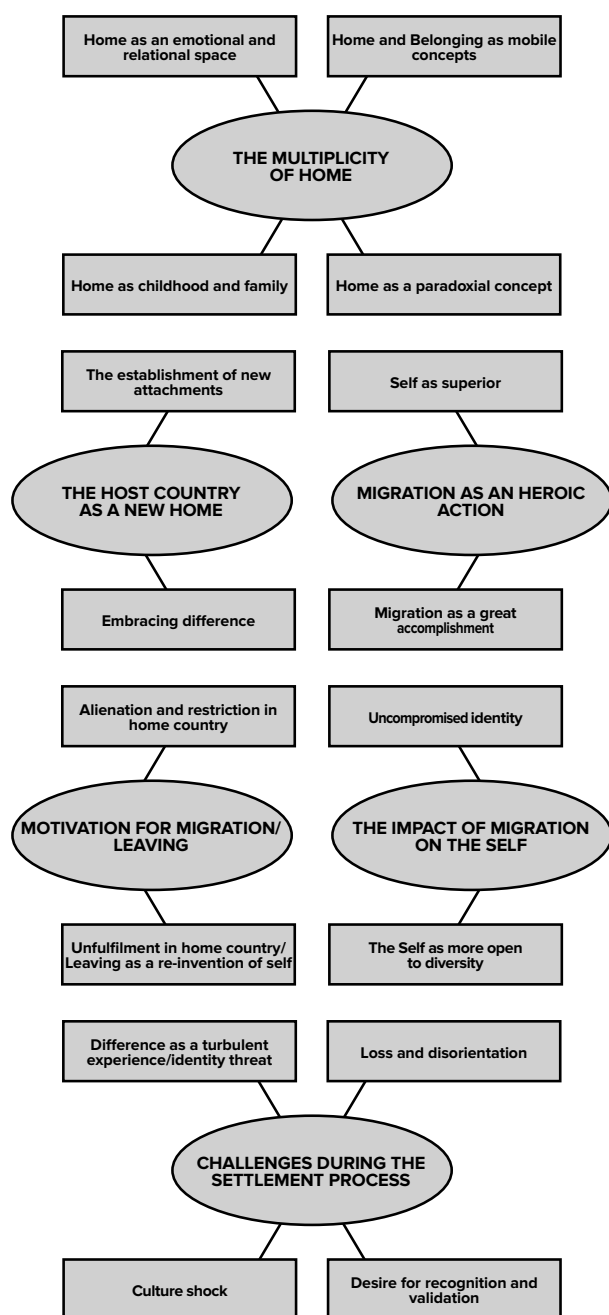 Home as an emotional and
relational space
Home and Belonging as mobile
concepts
THE MULTIPLICITY
OF HOME
Home as childhood and family
Home as a paradoxial concept
The establishment of new
attachments
Self as superior
THE HOST COUNTRY
AS A NEW HOME
MIGRATION AS AN HEROIC
ACTION
Embracing difference
Migration as a great
accomplishment
Alienation and restriction in
home country
Uncompromised identity
MOTIVATION FOR MIGRATION/
LEAVING
THE IMPACT OF MIGRATION
ON THE SELF
Unfulfilment in home country/
Leaving as a re-invention of self
The Self as more open
to diversity
Difference as a turbulent
experience/identity threat
Loss and disorientation
CHALLENGES DURING THE
SETTLEMENT PROCESS
Culture shock
Desire for recognition and
validation